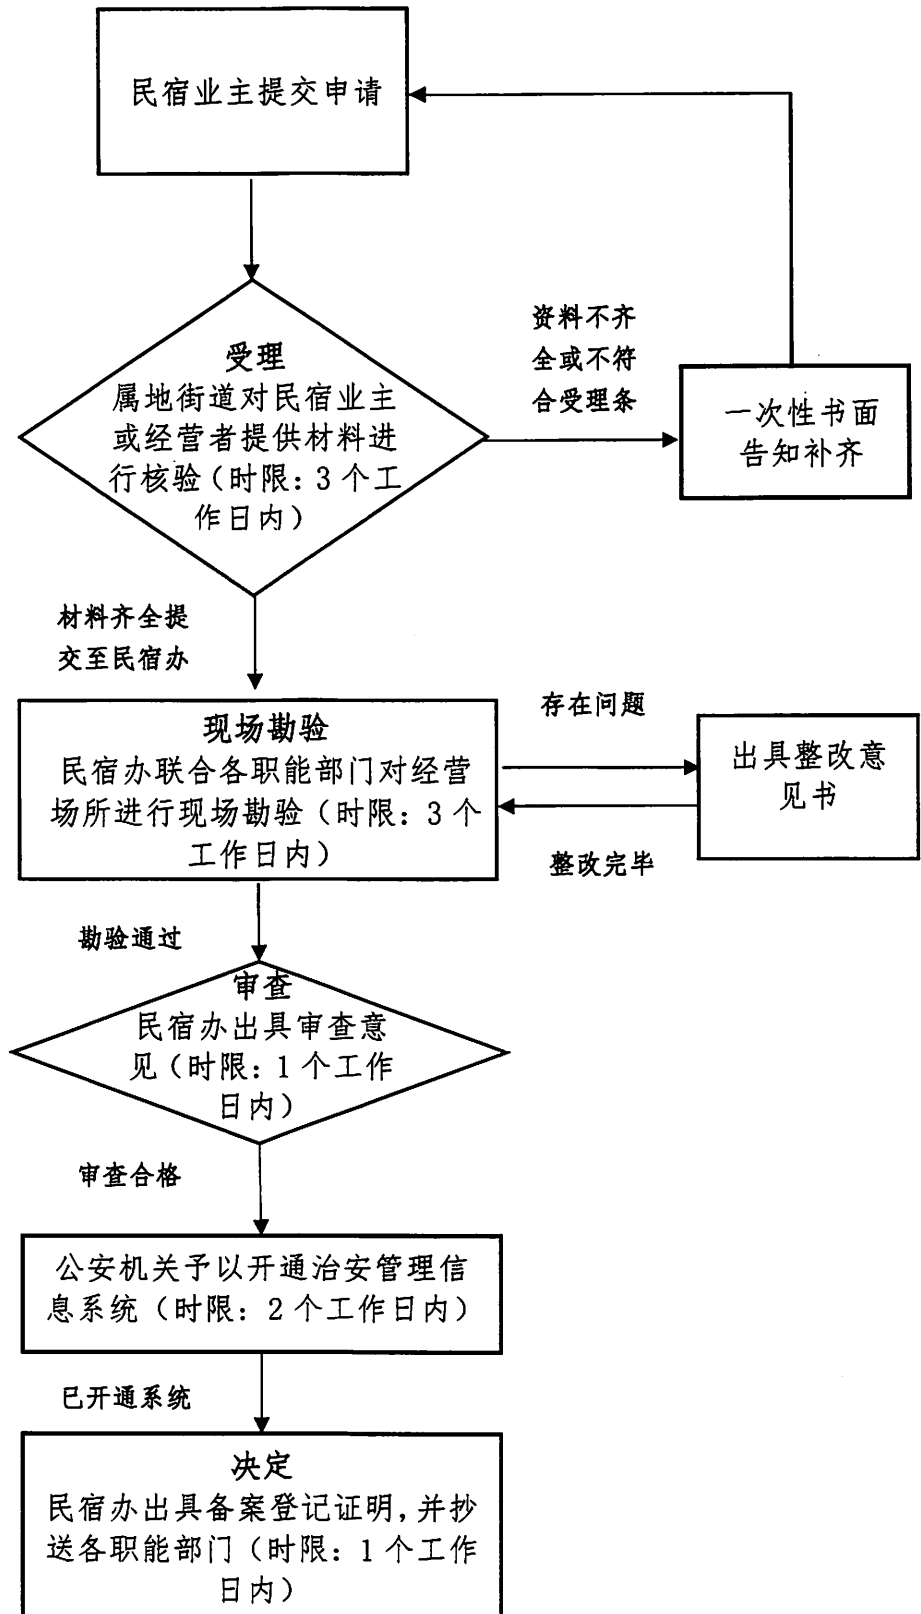 民宿业主提交申请
受理
属地街道对民宿业主
或经营者提供材料进
行核验（时限：3个工
作日内）
资料不齐
全或不符
合受理条
一次性书面
告知补齐
材料齐全提
交至民宿办
现场勘验
民宿办联合各职能部门对经营
场所进行现场勘验（时限：3个
工作日内）
存在问题
出具整改意
见书
整改完毕
勘验通过
审查
民宿办出具审查意
见（时限：1个工作
日内）
审查合格
公安机关予以开通治安管理信
息系统（时限：2个工作日内）
已开通系统
决定
民宿办出具备案登记证明,并抄
送各职能部门（时限：1个工作
日内）